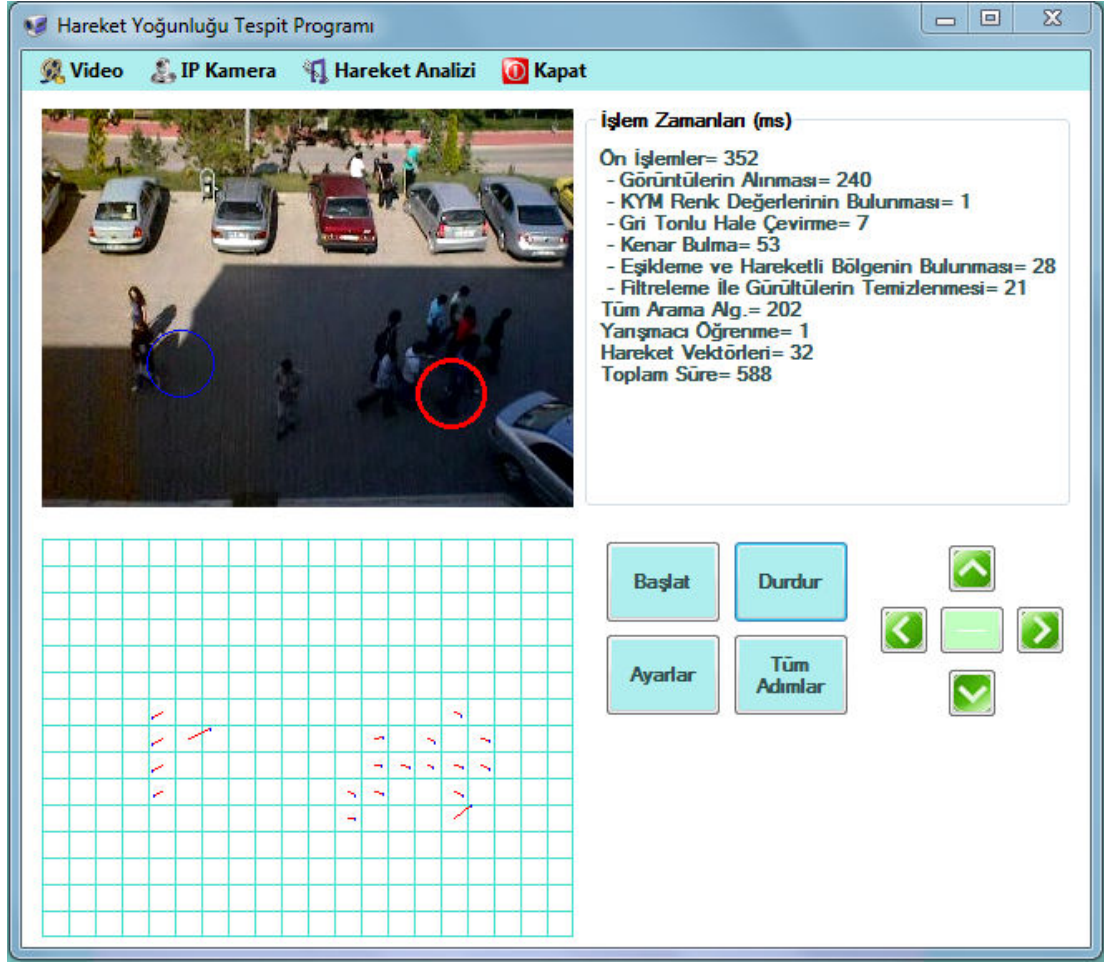 Hareket Yoğunluğu Tespit Programı
Video IP Kamera Hareket Analizi Kapat
İşlem Zamanları (ms)
Ön İşlemler= 352
- Görüntülerin Alınması= 240
- KYM Renk Değerlerinin Bulunması= 1
- Gri Tonlu Hale Çevirme= 7
- Kenar Bulma= 53
- Eşikleme ve Hareketli Bölgenin Bulunması= 28
- Filtreleme İle Gürültülerin Temizlenmesi= 21
Tüm Arama Alg.= 202
Yarışmacı Öğrenme= 1
Hareket Vektörleri= 32
Toplam Süre= 588
Başlat Durdur
Ayarlar Tüm
Adımlar